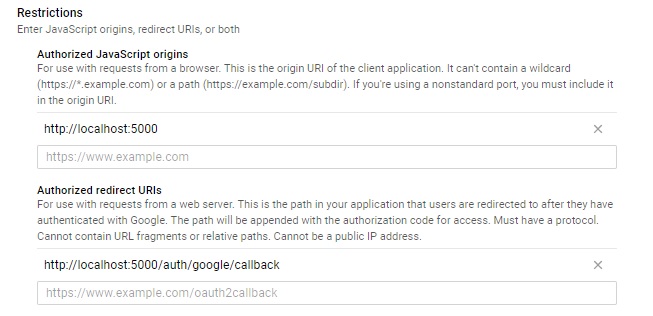 Restrictions
Enter JavaScript origins, redirect URIs, or both
Authorized JavaScript origins
For use with requests from a browser. This is the origin URI of the client application. It can't contain a wildcard
(https://*.example.com) or a path (https://example.com/subdir). If you're using a nonstandard port, you must include it
in the origin URI.
http://localhost:5000
https://www.example.com
Authorized redirect URIs
For use with requests from a web server. This is the path in your application that users are redirected to after they have
authenticated with Google. The path will be appended with the authorization code for access. Must have a protocol.
Cannot contain URL fragments or relative paths. Cannot be a public IP address.
http://localhost:5000/auth/google/callback
https://www.example.com/oauth2callback